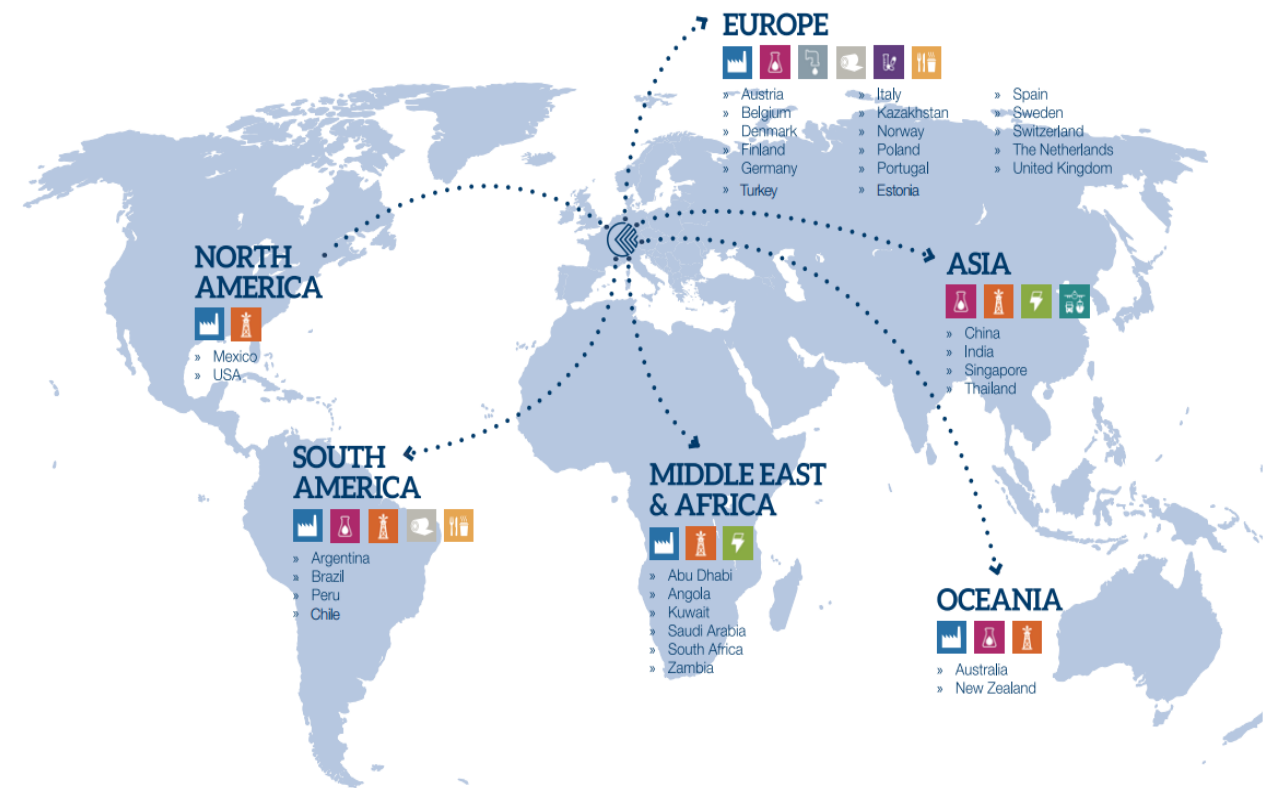 EUROPE
» Austria
» Belgium
» Denmark
» Finland
» Germany
» Turkey
» Italy
» Kazakhstan
» Norway
» Poland
» Portugal
» Estonia
» Spain
» Sweden
» Switzerland
» The Netherlands
» United Kingdom
NORTH
AMERICA
» Mexico
» USA
ASIA
» China
» India
» Singapore
» Thailand
SOUTH
AMERICA
» Argentina
» Brazil
» Peru
» Chile
MIDDLE EAST
& AFRICA
» Abu Dhabi
» Angola
» Kuwait
» Saudi Arabia
» South Africa
» Zambia
OCEANIA
» Australia
» New Zealand